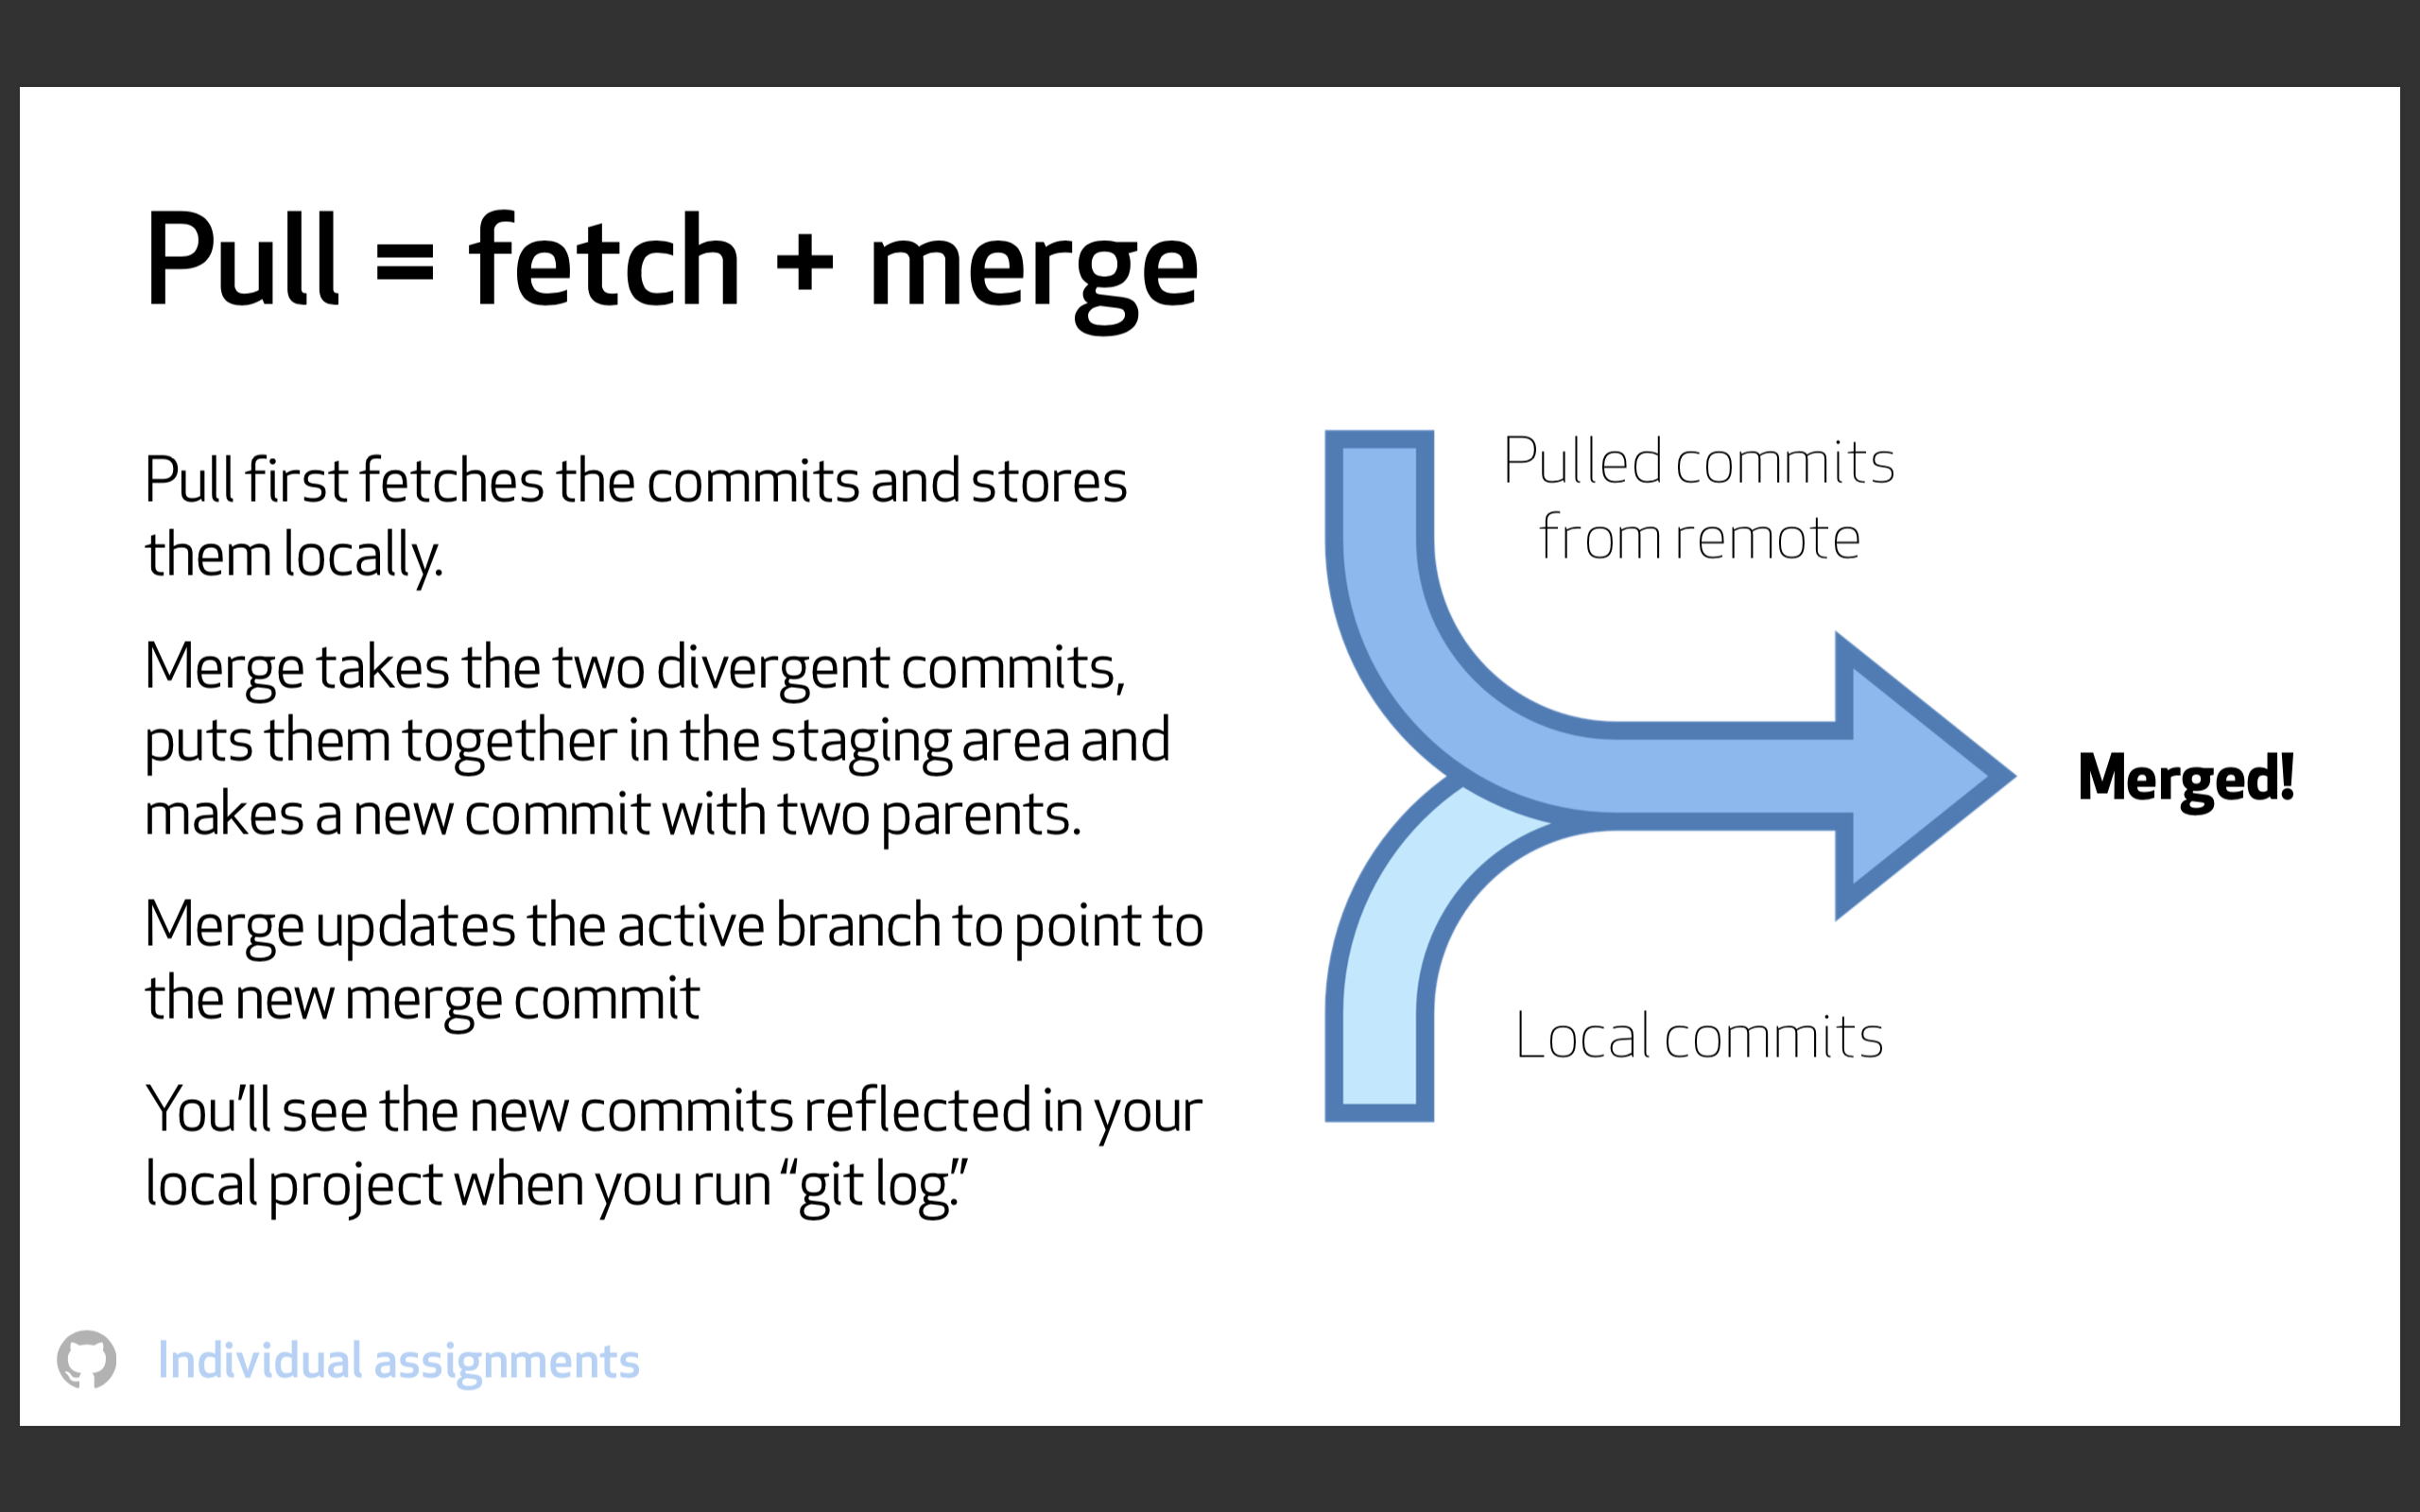 Pull = fetch + merge
Pull first fetches the commits and stores
them locally.
Merge takes the two divergent commits,
puts them together in the staging area and
makes a new commit with two parents.
Merge updates the active branch to point to
the new merge commit
You’ll see the new commits reflected in your
local project when you run “git log.”
Pulled commits
from remote
Merged!
Local commits
Individual assignments